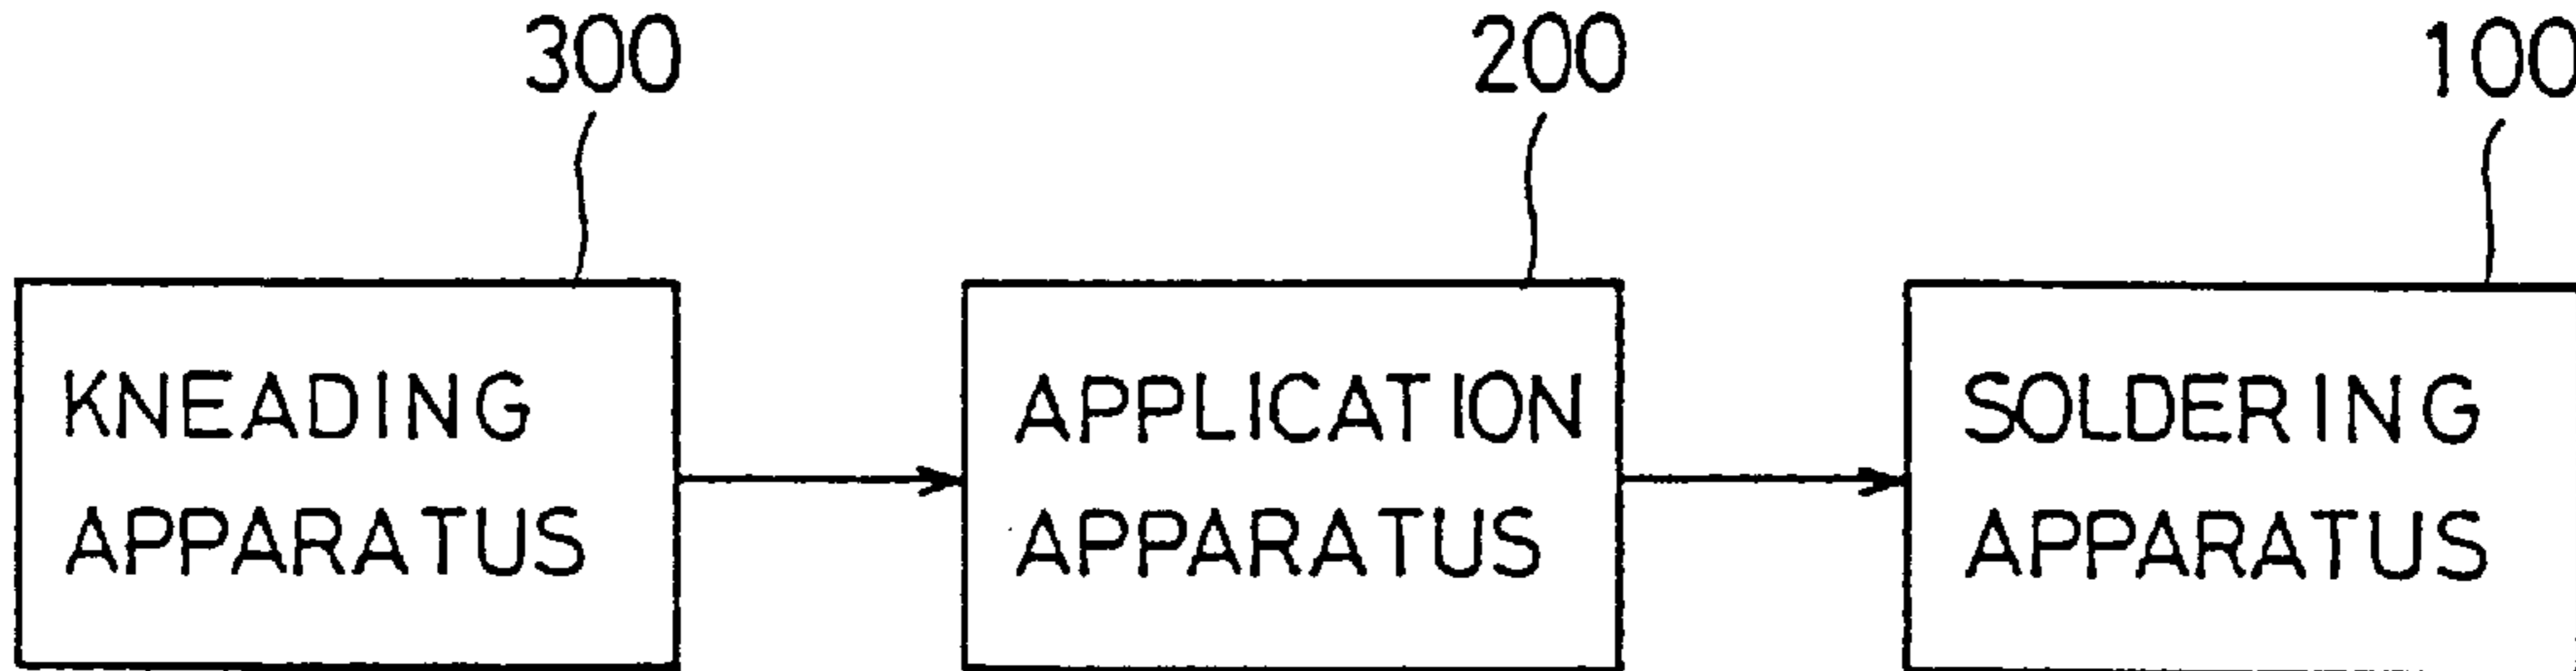 300
200
100
KNEADING
APPARATUS
APPLICATION
APPARATUS
SOLDERING
APPARATUS